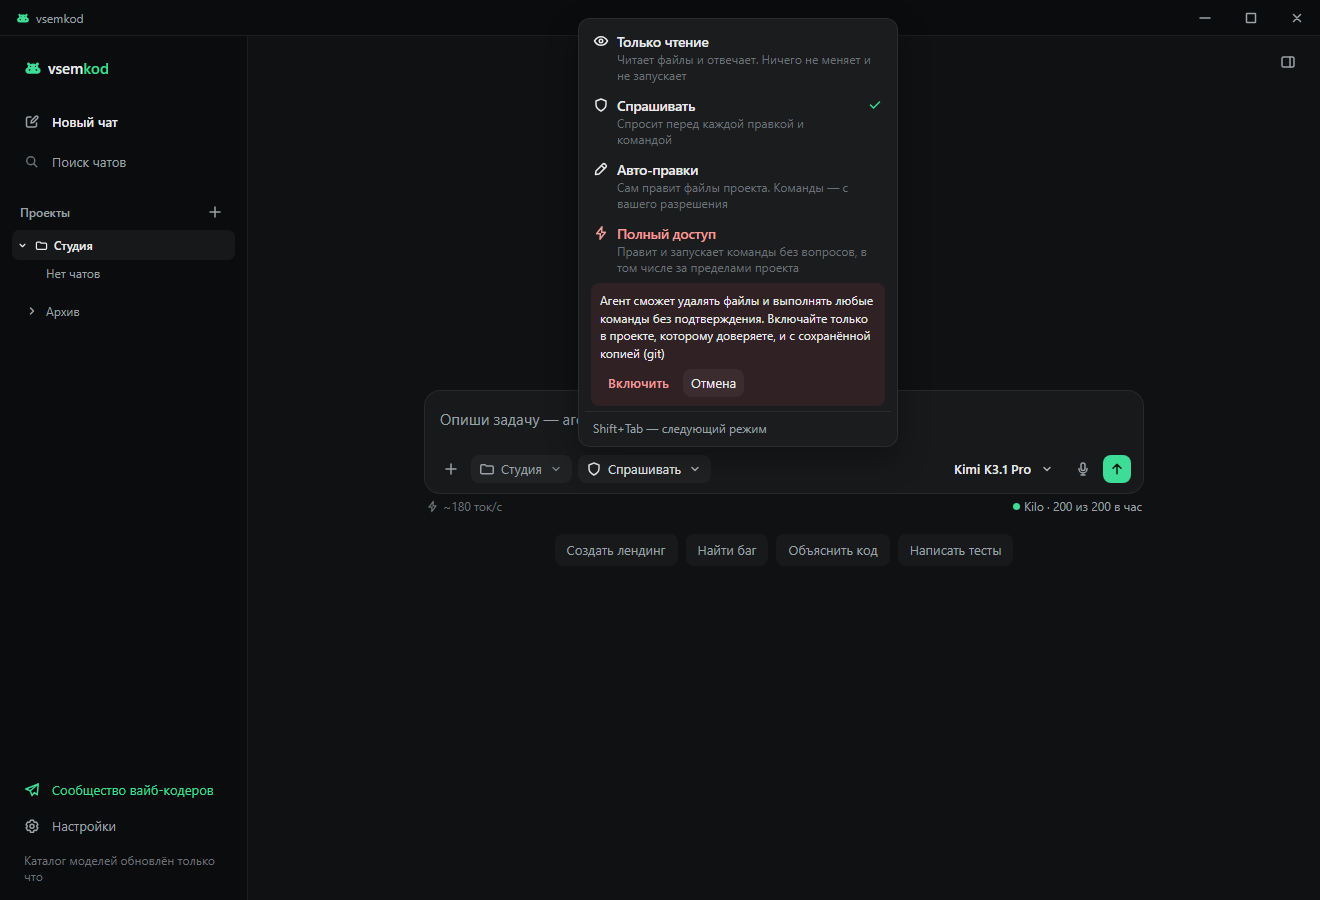 vsemkod
vsemkod
Новый чат
Поиск чатов
Проекты
Студия
Нет чатов
Архив
Сообщество вайб-кодеров
Настройки
Каталог моделей обновлён только
что
Только чтение
Читает файлы и отвечает. Ничего не меняет и
не запускает
Спрашивать
Спросит перед каждой правкой и
командой
Авто-правки
Сам правит файлы проекта. Команды — с
вашего разрешения
Полный доступ
Правит и запускает команды без вопросов, в
том числе за пределами проекта
Агент сможет удалять файлы и выполнять любые
команды без подтверждения. Включайте только
в проекте, которому доверяете, и с сохранённой
копией (git)
Включить Отмена
Shift+Tab — следующий режим
Опиши задачу —
Студия Спрашивать Kimi K3.1 Pro
~180 ток/с Kilo · 200 из 200 в час
Создать лендинг Найти баг Объяснить код Написать тесты